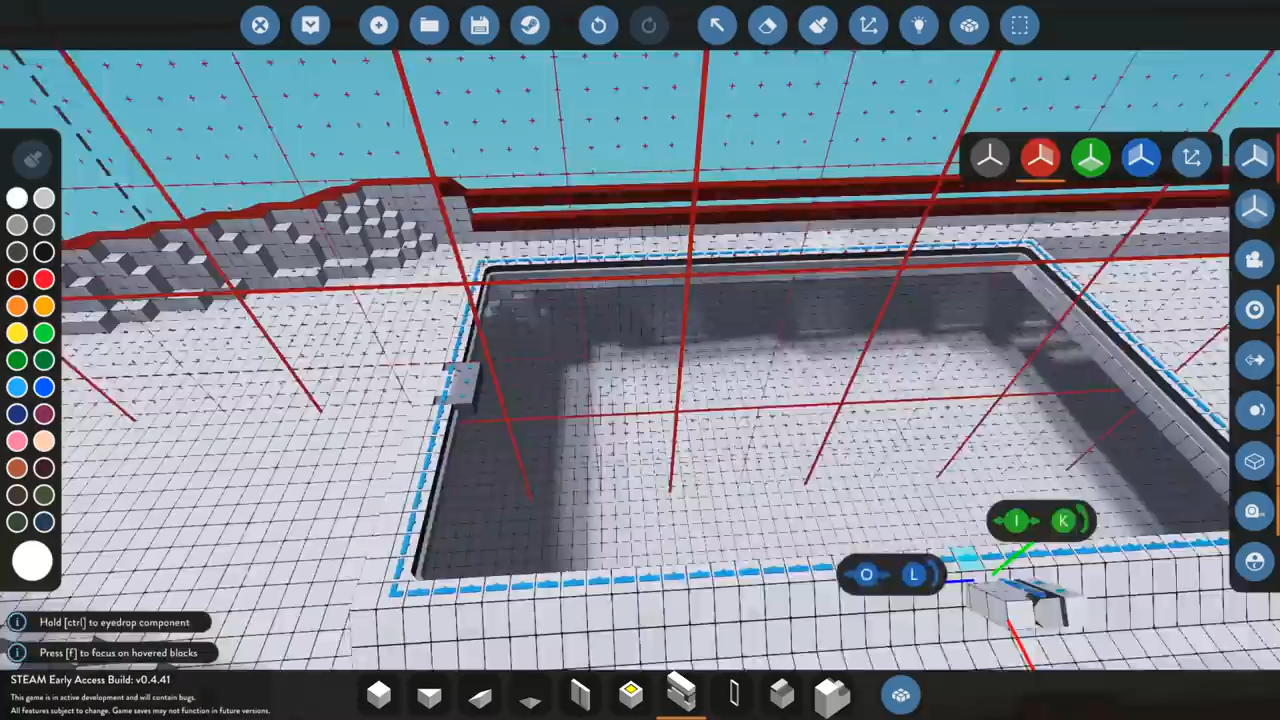 I K
O L
Hold [ctrl] to eyedrop component
Press [f] to focus on hovered blocks
STEAM Early Access Build: v0.4.41
This game is in active development and will contain bugs.
All features subject to change. Game saves may not function in future versions.